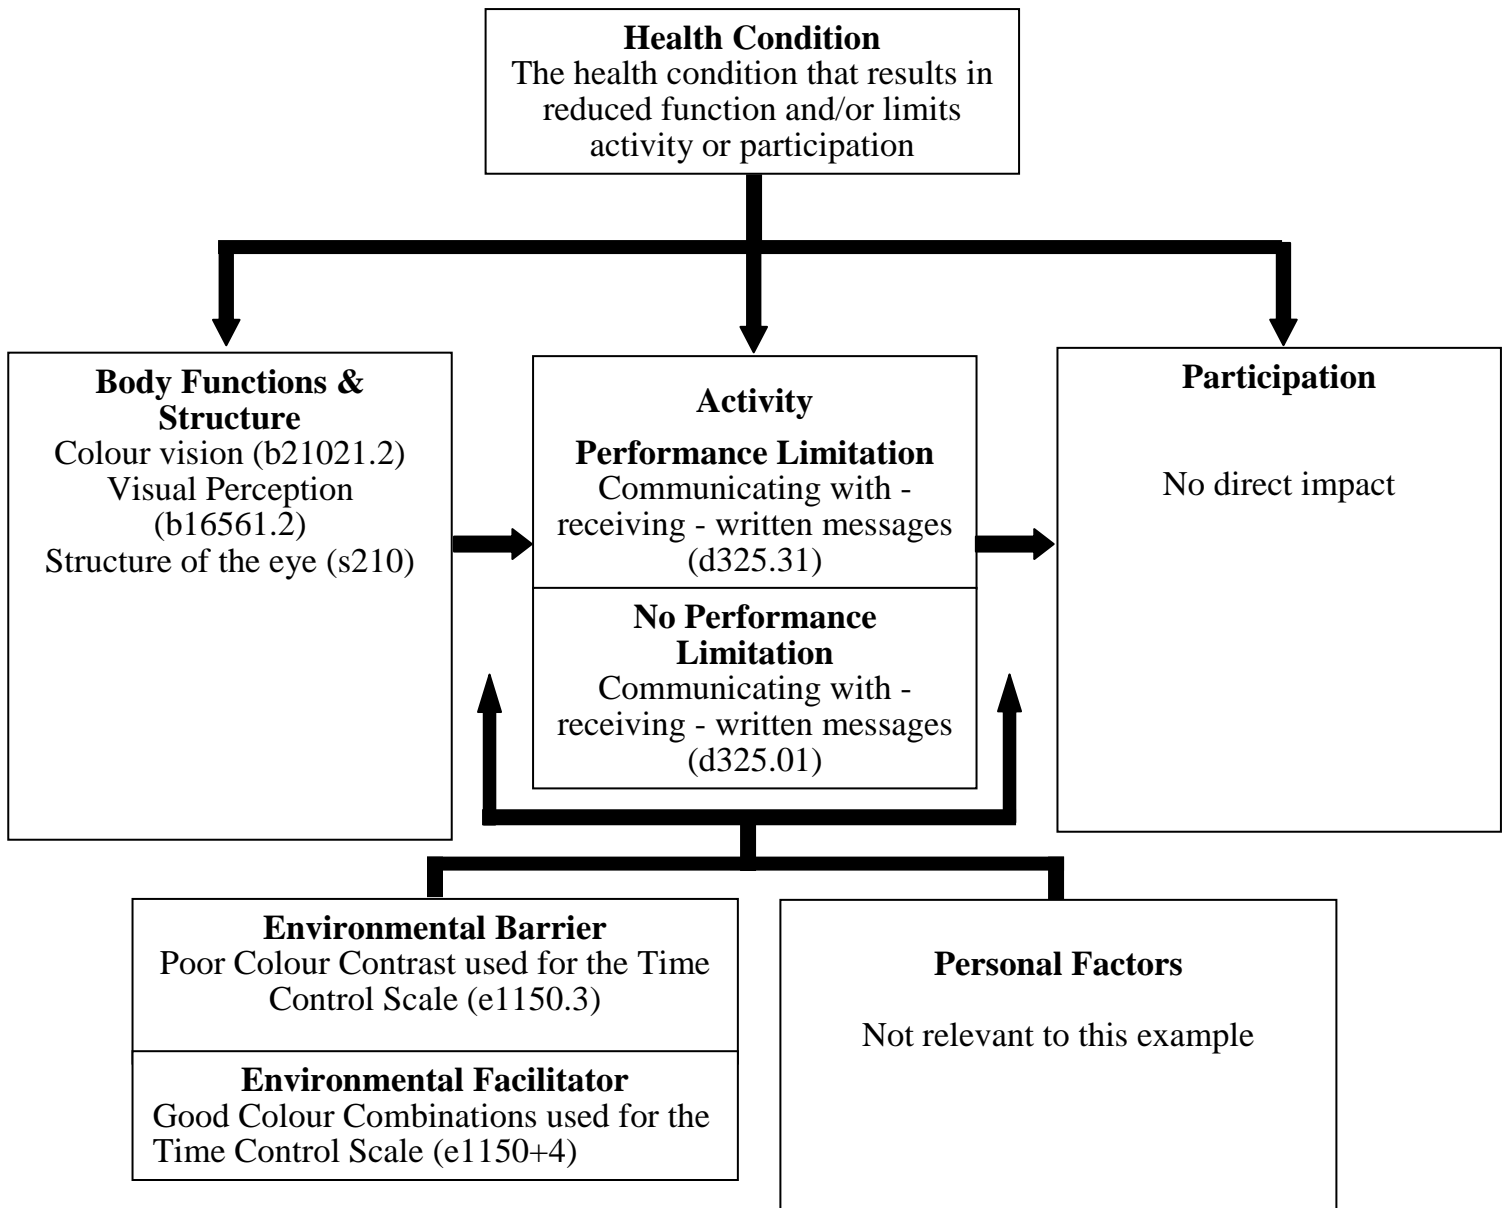 Health Condition
The health condition that results in
reduced function and/or limits
activity or participation
Body Functions &
Structure
Colour vision (b21021.2)
Visual Perception
(b16561.2)
Structure of the eye (s210)
Activity
Performance Limitation
Communicating with -
receiving - written messages
(d325.31)
No Performance
Limitation
Communicating with -
receiving - written messages
(d325.01)
Participation
No direct impact
Environmental Barrier
Poor Colour Contrast used for the Time
Control Scale (e1150.3)
Environmental Facilitator
Good Colour Combinations used for the
Time Control Scale (e1150+4)
Personal Factors
Not relevant to this example